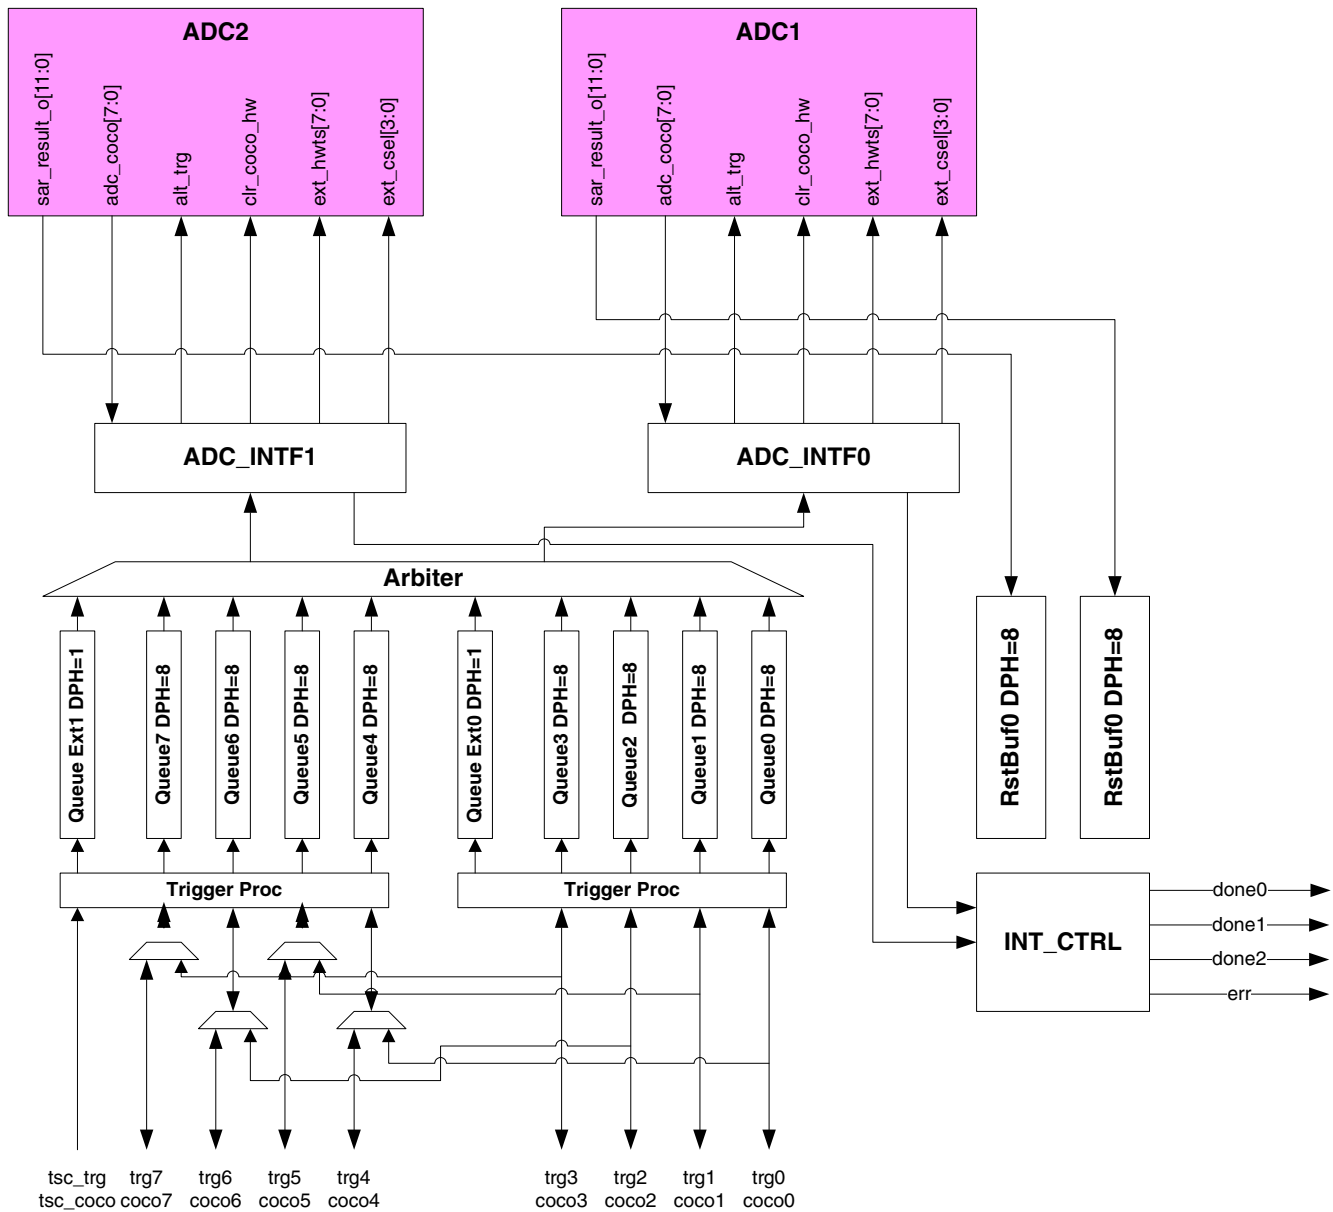 ADC2
sar_result_o[11:0]
adc_coco[7:0]
alt_trg
clr_coco_hw
ext_hwts[7:0]
ext_csel[3:0]
ADC1
sar_result_o[11:0]
adc_coco[7:0]
alt_trg
clr_coco_hw
ext_hwts[7:0]
ext_csel[3:0]
ADC_INTF1
ADC_INTF0
Arbiter
Queue Ext1 DPH=1
Queue7 DPH=8
Queue6 DPH=8
Queue5 DPH=8
Queue4 DPH=8
Queue Ext0 DPH=1
Queue3 DPH=8
Queue2 DPH=8
Queue1 DPH=8
Queue0 DPH=8
RstBuf0 DPH=8
RstBuf0 DPH=8
Trigger Proc
Trigger Proc
INT_CTRL
done0
done1
done2
err
tsc_trg
tsc_coco
trg7
coco7
trg6
coco6
trg5
coco5
trg4
coco4
trg3
coco3
trg2
coco2
trg1
coco1
trg0
coco0